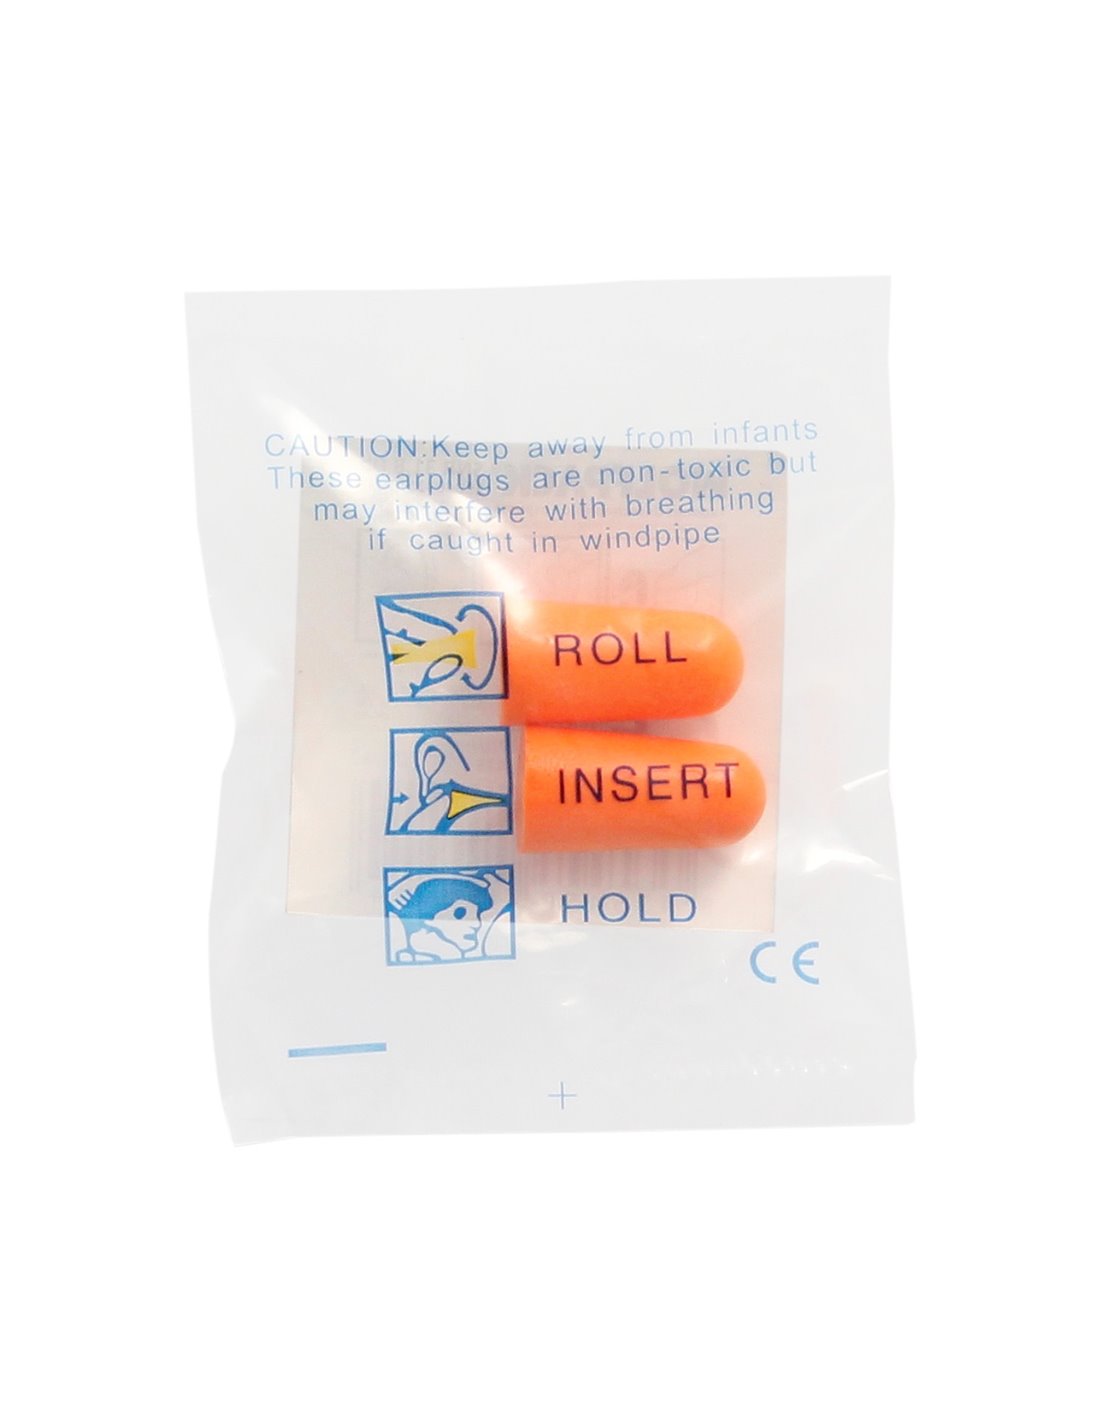 CAUTION:Keep away from infants
These earplugs are non-toxic but
may interfere with breathing
if caught in windpipe
ROLL
INSERT
HOLD
CE